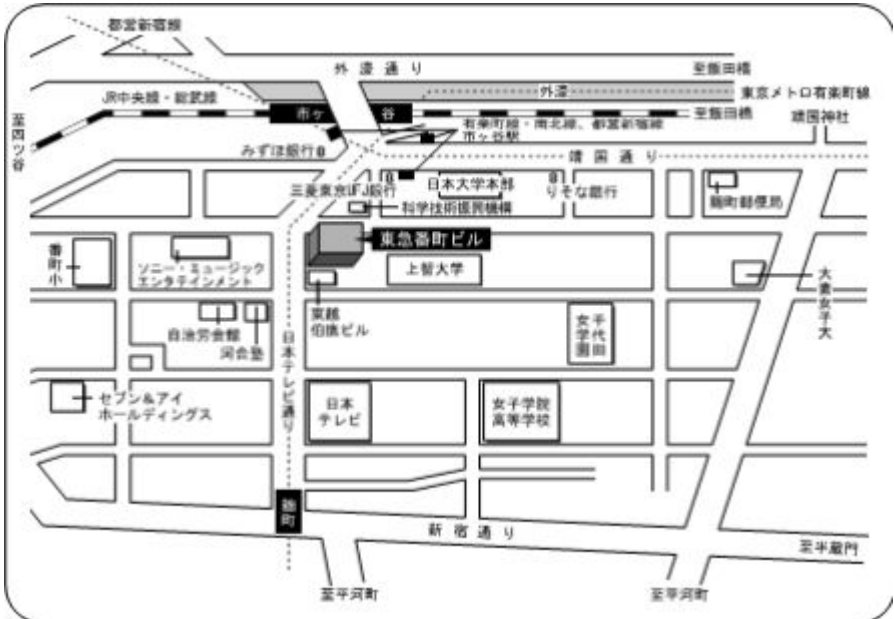 都営新宿線
外濠通り
至飯田橋
外濠
東京メトロ有楽町線
JR中央線・総武線
市ヶ谷
至飯田橋
靖国神社
至四ツ谷
有楽町線・南北線、都営新宿線
市ヶ谷駅
みずほ銀行
靖国通り
三菱東京UFJ銀行
日本大学本部
りそな銀行
麹町郵便局
科学技術振興機構
東急番町ビル
番町小
ソニー・ミュージック
エンタテインメント
上智大学
大妻女子大
自治労会館
河合塾
日本テレビ通り
女子学園
千代田
セブン&アイ
ホールディングス
日本
テレビ
女子学院
高等学校
麹町
新宿通り
至半蔵門
至平河町
至平河町